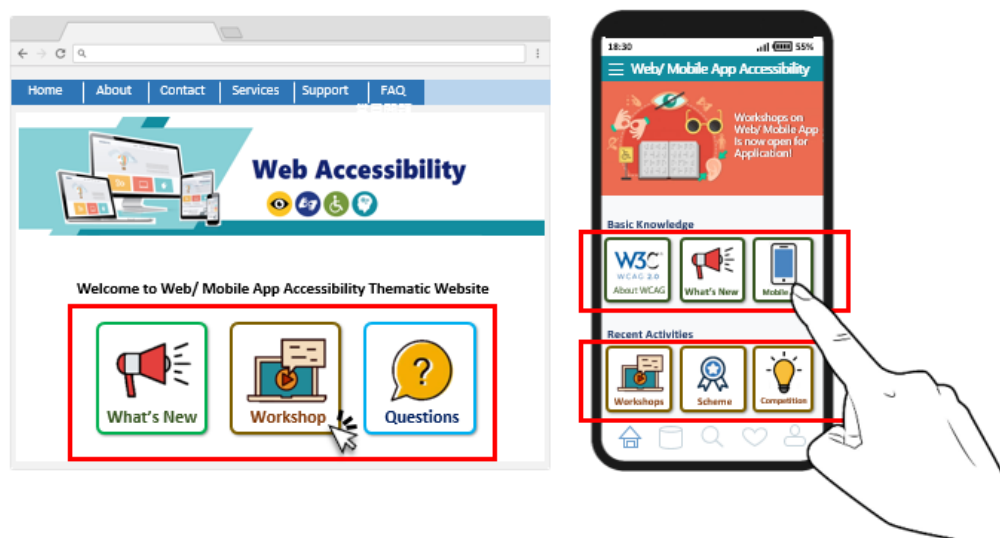 Home About Contact Services Support FAQ
Web Accessibility
Welcome to Web/ Mobile App Accessibility Thematic Website
What's New
Workshop
?
Questions
18:30 55%
Web/ Mobile App Accessibility
Workshops on
Web/ Mobile App
Is now open for
Application!
Basic Knowledge
W3C
WCAG 2.0
About WCAG
What's New
Mobile
Recent Activities
Workshops
Scheme
Competition